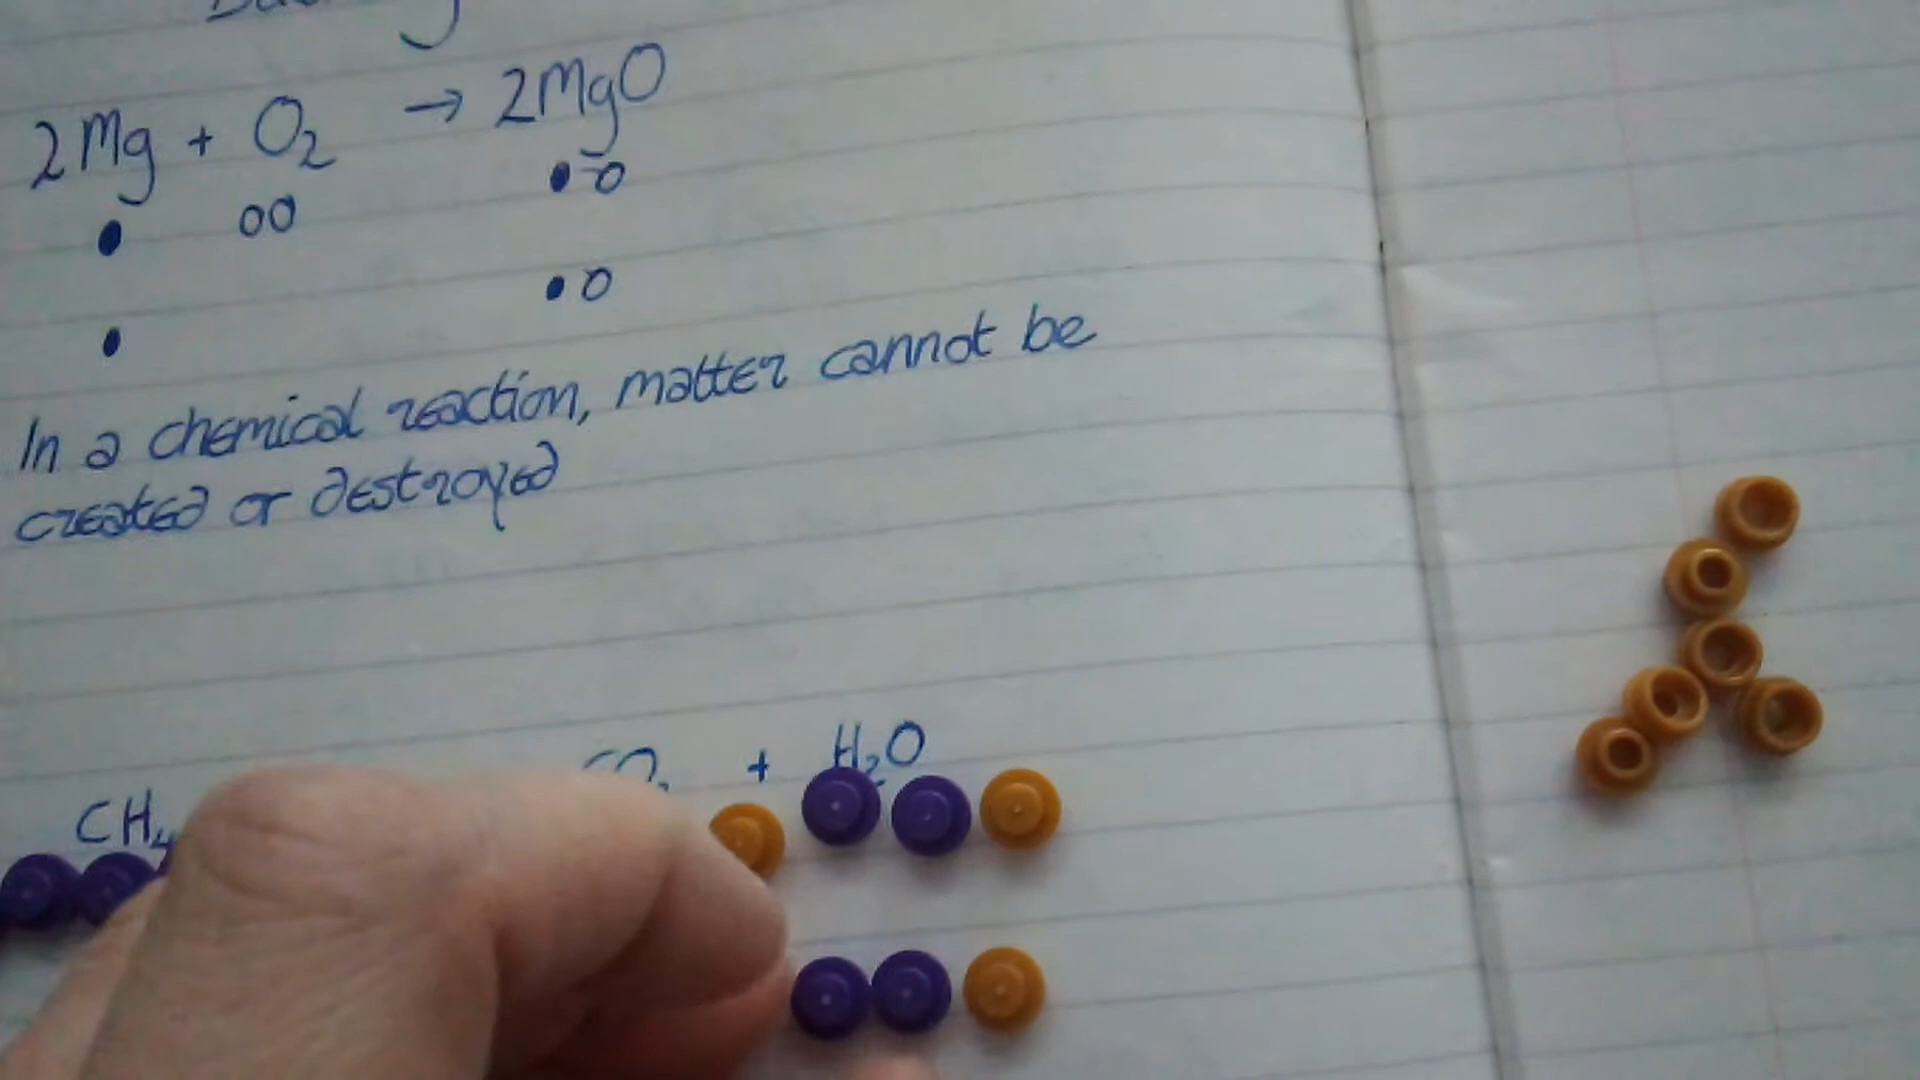 2Mg + O₂ → 2MgO
In a chemical reaction, matter cannot be
created or destroyed
CH₄ + H₂O